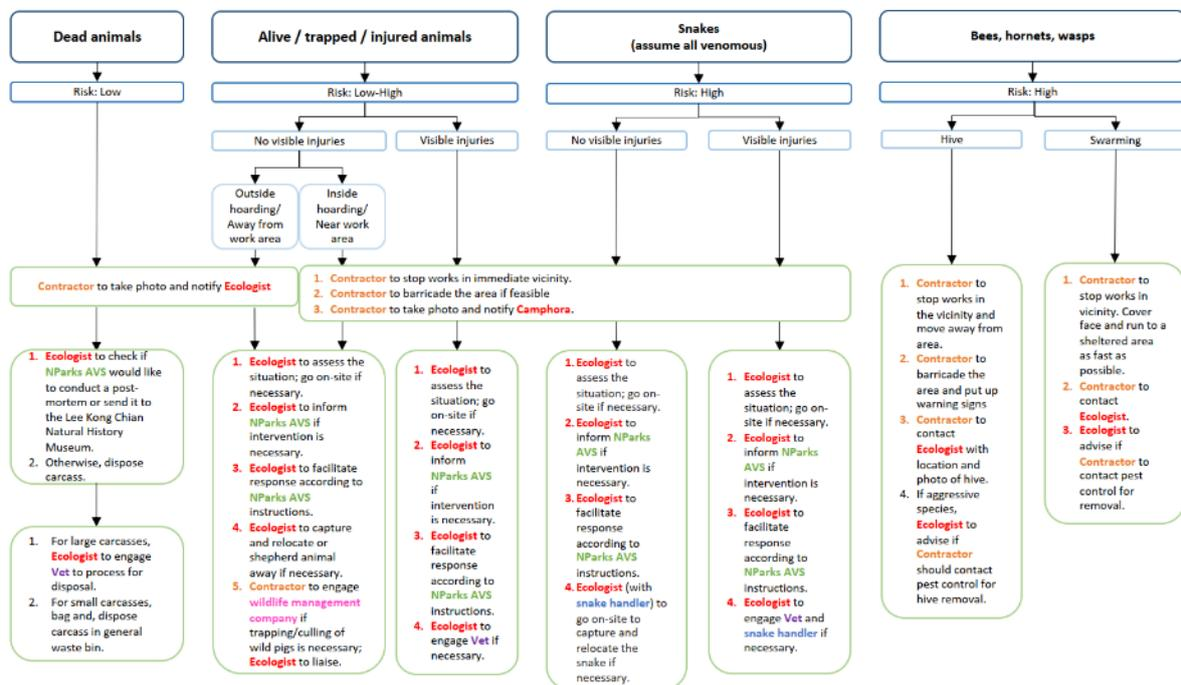 Dead animals
Risk: Low
Alive / trapped / injured animals
Risk: Low-High
No visible injuries
Visible injuries
Outside
hoarding/
Away from
work area
Inside
hoarding/
Near work
area
Snakes
(assume all venomous)
Risk: High
No visible injuries
Visible injuries
Bees, hornets, wasps
Risk: High
Hive
Swarming
Contractor to take photo and notify Ecologist
1. Contractor to stop works in immediate vicinity.
2. Contractor to barricade the area if feasible
3. Contractor to take photo and notify Camphora.
1. Ecologist to check if
NParks AVS would like
to conduct a post-
mortem or send it to
the Lee Kong Chian
Natural History
Museum.
2. Otherwise, dispose
carcass.
1. For large carcasses,
Ecologist to engage
Vet to process for
disposal.
2. For small carcasses,
bag and, dispose
carcass in general
waste bin.
1. Ecologist to assess the
situation; go on-site if
necessary.
2. Ecologist to inform
NParks AVS if
intervention is
necessary.
3. Ecologist to facilitate
response according to
NParks AVS
instructions.
4. Ecologist to capture
and relocate or
shepherd animal
away if necessary.
5. Contractor to engage
wildlife management
company if
trapping/culling of
wild pigs is necessary;
Ecologist to liaise.
1. Ecologist to
assess the
situation; go
on-site if
necessary.
2. Ecologist to
inform
NParks AVS
if
intervention
is necessary.
3. Ecologist to
facilitate
response
according to
NParks AVS
instructions.
4. Ecologist to
engage Vet if
necessary.
1. Ecologist to
assess the
situation; go on-
site if necessary.
2. Ecologist to
inform NParks
AVS if
intervention is
necessary.
3. Ecologist to
facilitate
response
according to
NParks AVS
instructions.
4. Ecologist (with
snake handler) to
go on-site to
capture and
relocate the
snake if
necessary.
1. Ecologist to
assess the
situation; go on-
site if necessary.
2. Ecologist to
inform NParks
AVS if
intervention is
necessary.
3. Ecologist to
facilitate
response
according to
NParks AVS
instructions.
4. Ecologist to
engage Vet and
snake handler if
necessary.
1. Contractor to
stop works in
the vicinity and
move away from
area.
2. Contractor to
barricade the
area and put up
warning signs
3. Contractor to
contact
Ecologist with
location and
photo of hive.
4. If aggressive
species,
Ecologist to
advise if
Contractor
should contact
pest control for
hive removal.
1. Contractor to
stop works in
vicinity. Cover
face and run to a
sheltered area
as fast as
possible.
2. Contractor to
contact
Ecologist.
3. Ecologist to
advise if
Contractor to
contact pest
control for
removal.